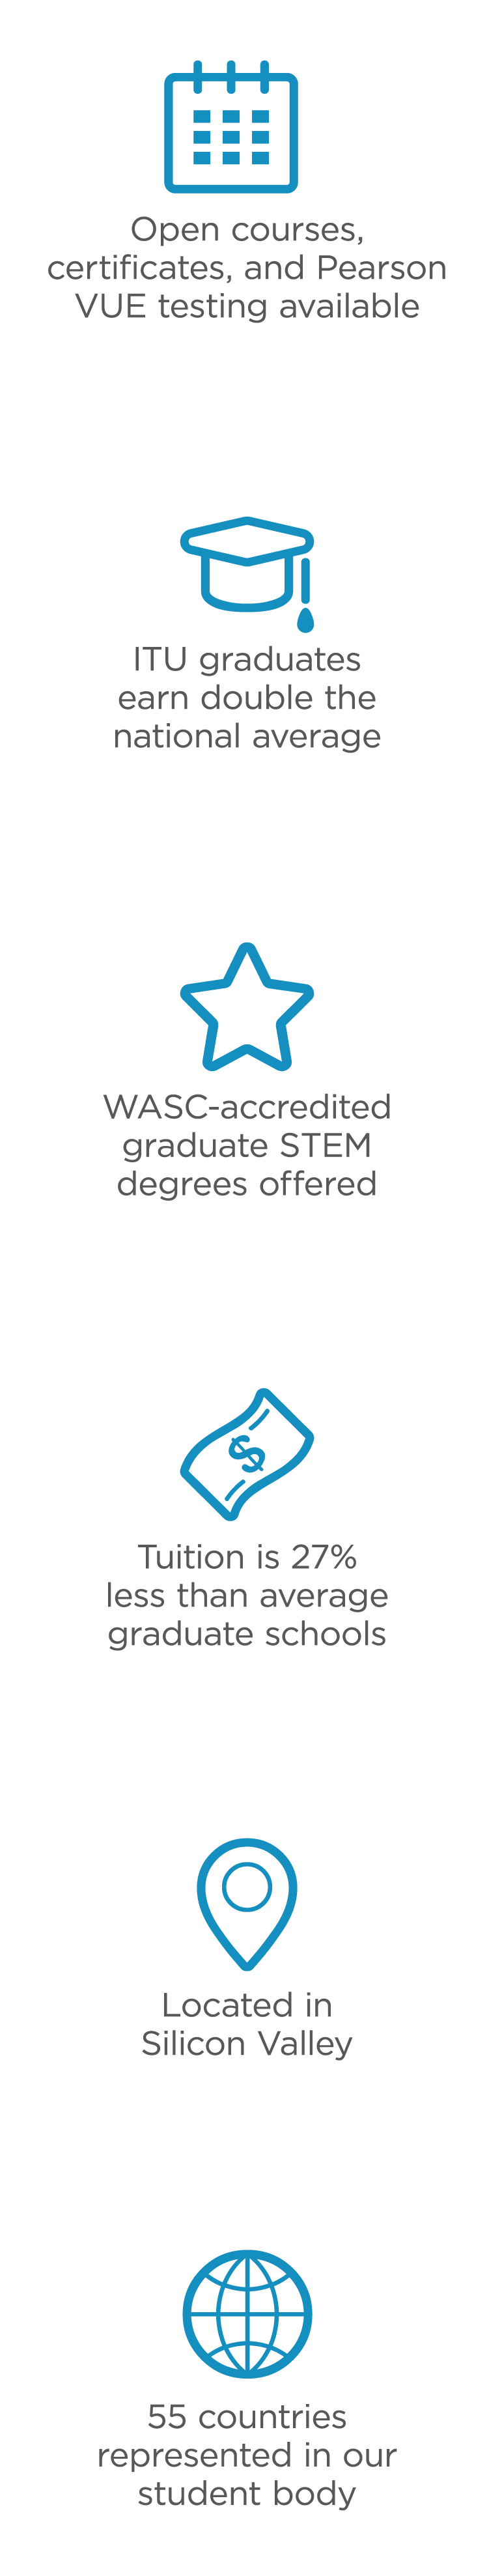 Open courses,
certificates, and Pearson
VUE testing available
ITU graduates
earn double the
national average
WASC-accredited
graduate STEM
degrees offered
$
Tuition is 27%
less than average
graduate schools
Located in
Silicon Valley
55 countries
represented in our
student body